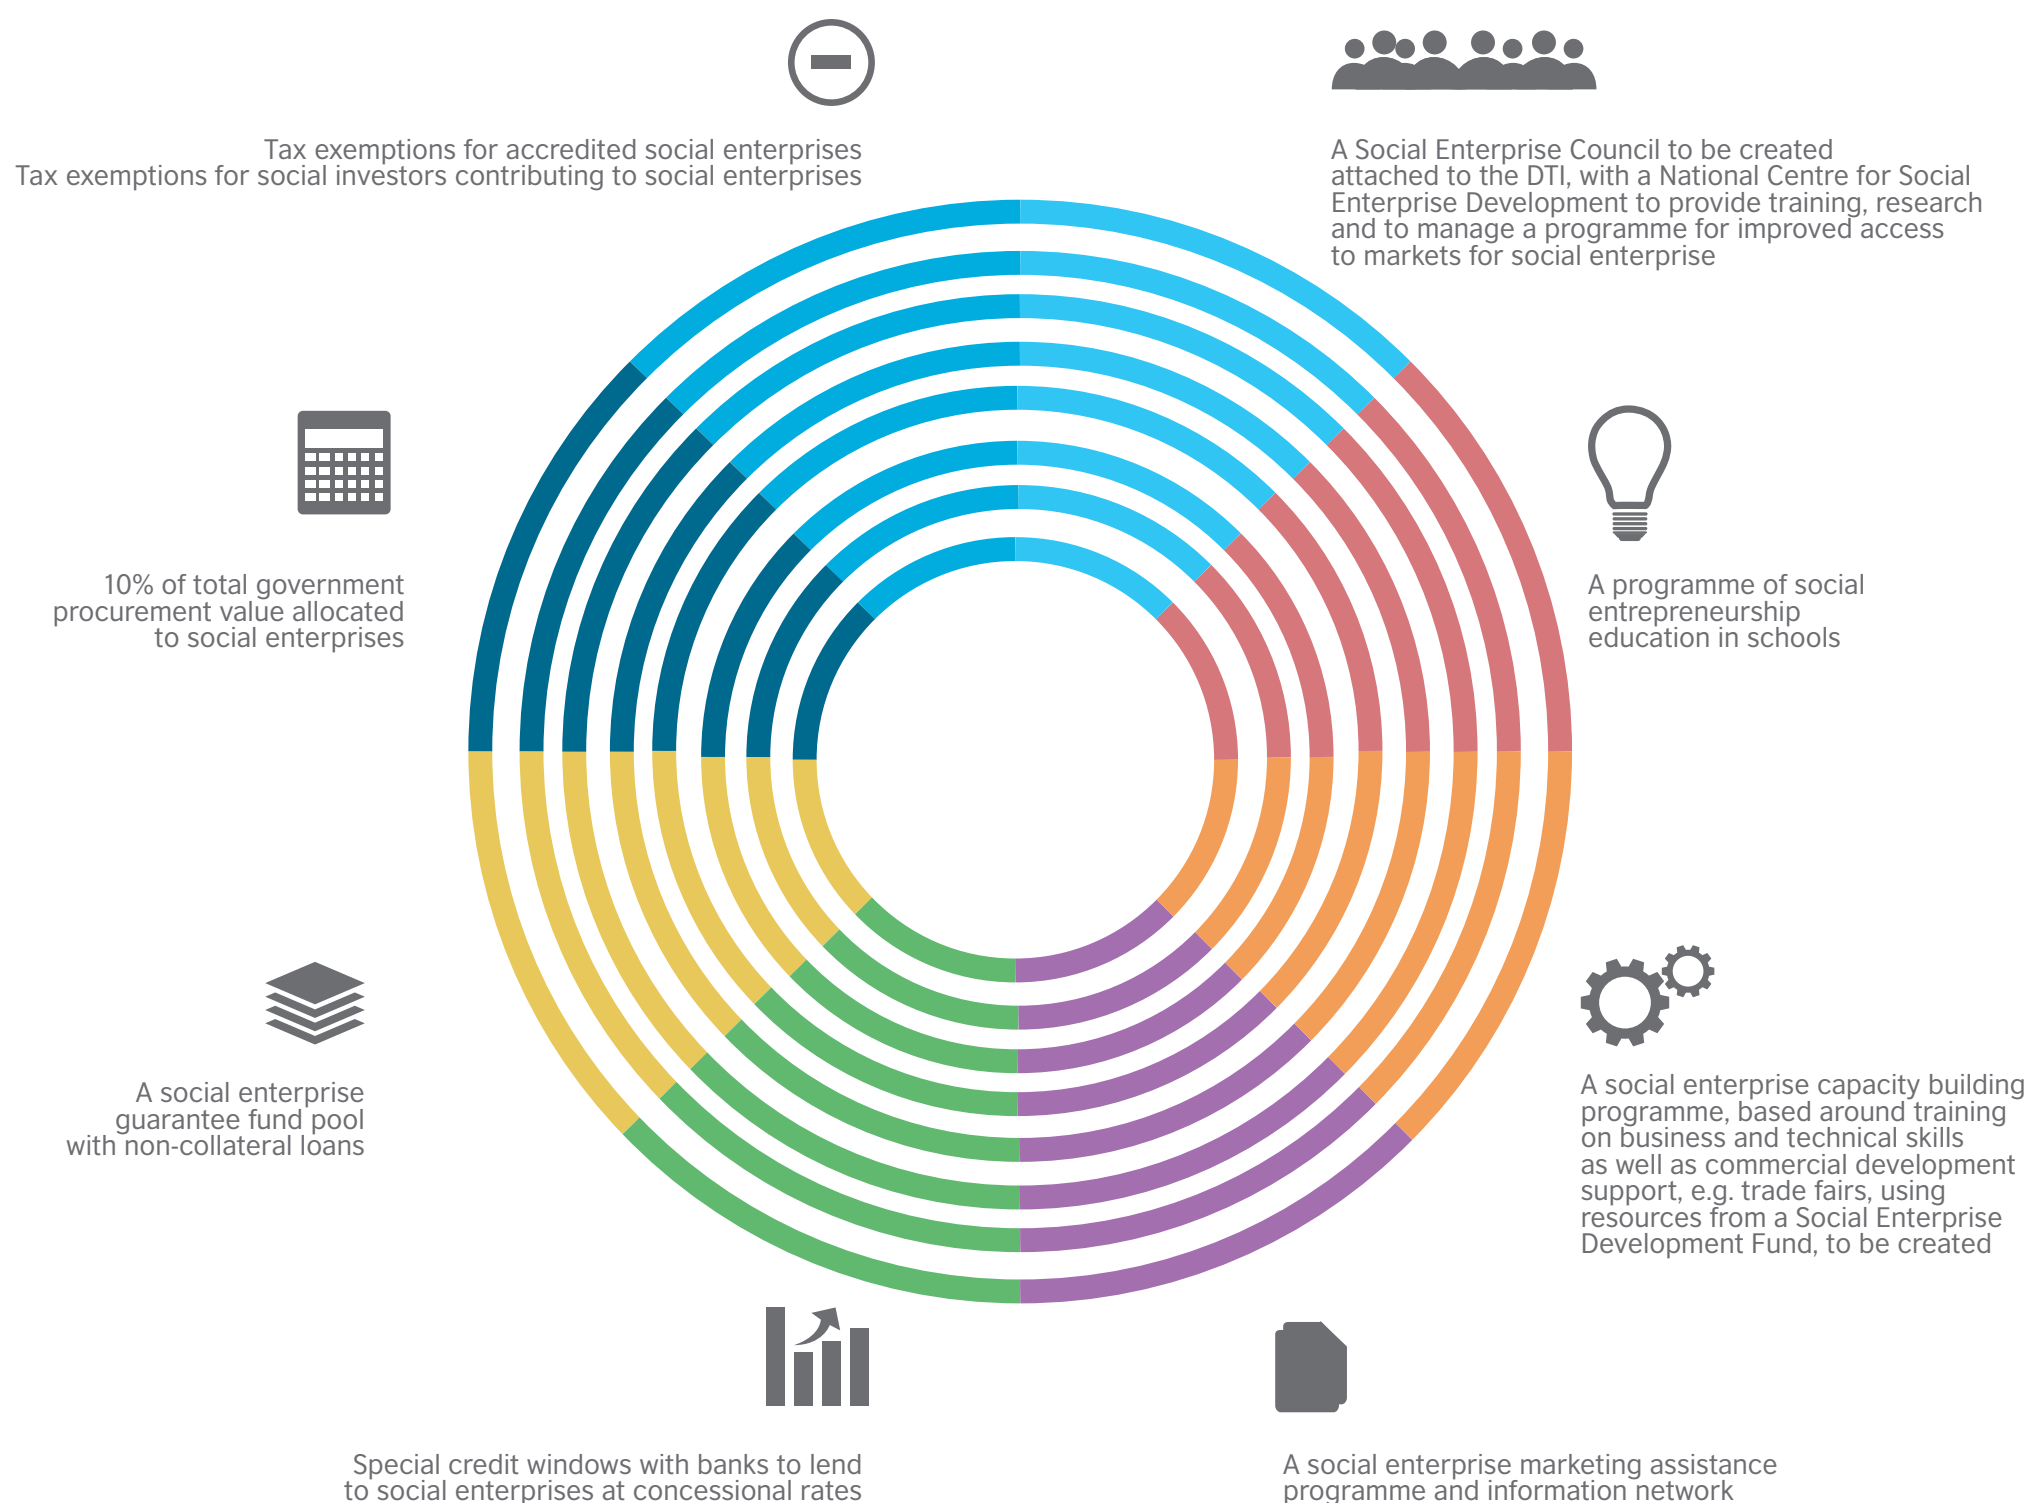 Tax exemptions for accredited social enterprises
Tax exemptions for social investors contributing to social enterprises
A Social Enterprise Council to be created
attached to the DTI, with a National Centre for Social
Enterprise Development to provide training, research
and to manage a programme for improved access
to markets for social enterprise
10% of total government
procurement value allocated
to social enterprises
A programme of social
entrepreneurship
education in schools
A social enterprise
guarantee fund pool
with non-collateral loans
A social enterprise capacity building
programme, based around training
on business and technical skills
as well as commercial development
support, e.g. trade fairs, using
resources from a Social Enterprise
Development Fund, to be created
Special credit windows with banks to lend
to social enterprises at concessional rates
A social enterprise marketing assistance
programme and information network